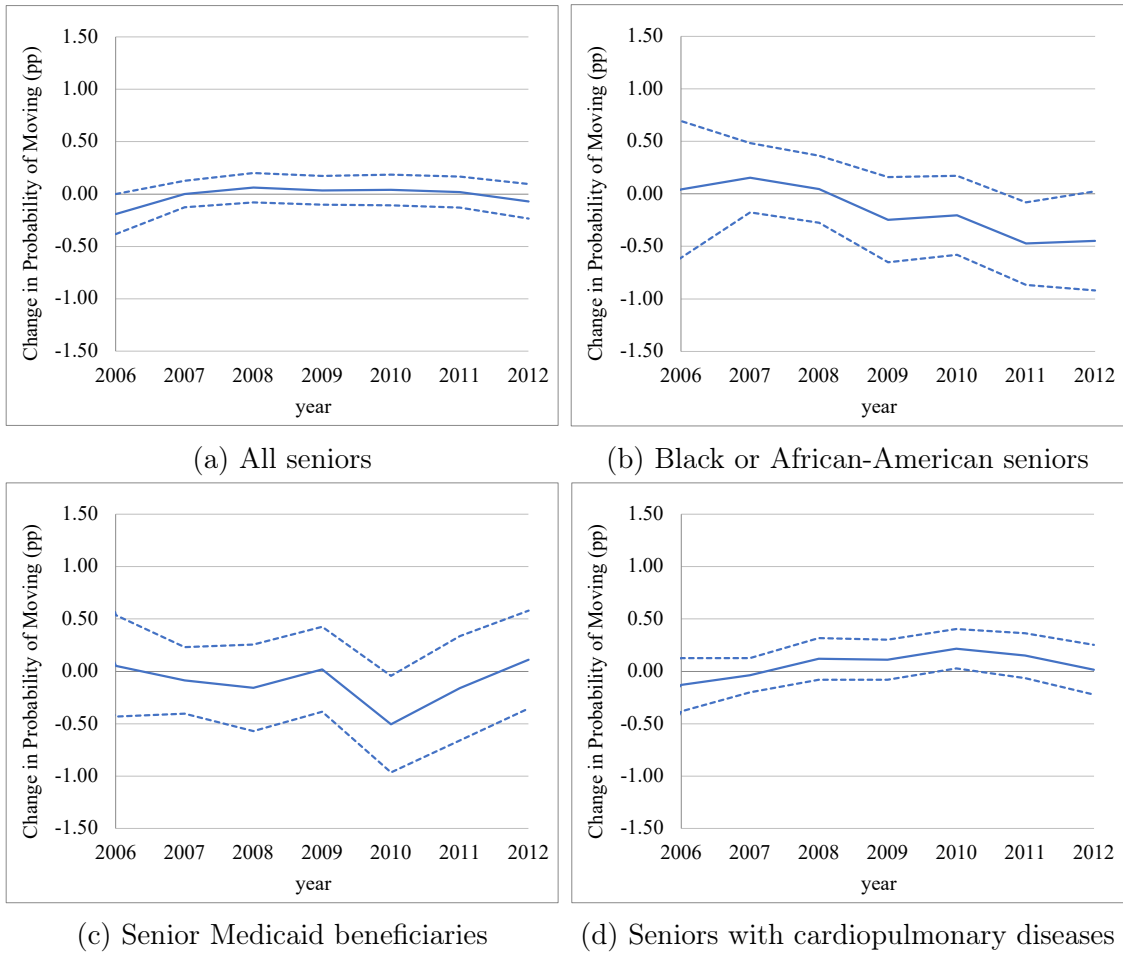 Change in Probability of Moving (pp)
1.50
1.00
0.50
0.00
-0.50
-1.00
-1.50
2006 2007 2008 2009 2010 2011 2012
year
(a) All seniors
Change in Probability of Moving (pp)
1.50
1.00
0.50
0.00
-0.50
-1.00
-1.50
2006 2007 2008 2009 2010 2011 2012
year
(b) Black or African-American seniors
Change in Probability of Moving (pp)
1.50
1.00
0.50
0.00
-0.50
-1.00
-1.50
2006 2007 2008 2009 2010 2011 2012
year
(c) Senior Medicaid beneficiaries
Change in Probability of Moving (pp)
1.50
1.00
0.50
0.00
-0.50
-1.00
-1.50
2006 2007 2008 2009 2010 2011 2012
year
(d) Seniors with cardiopulmonary diseases